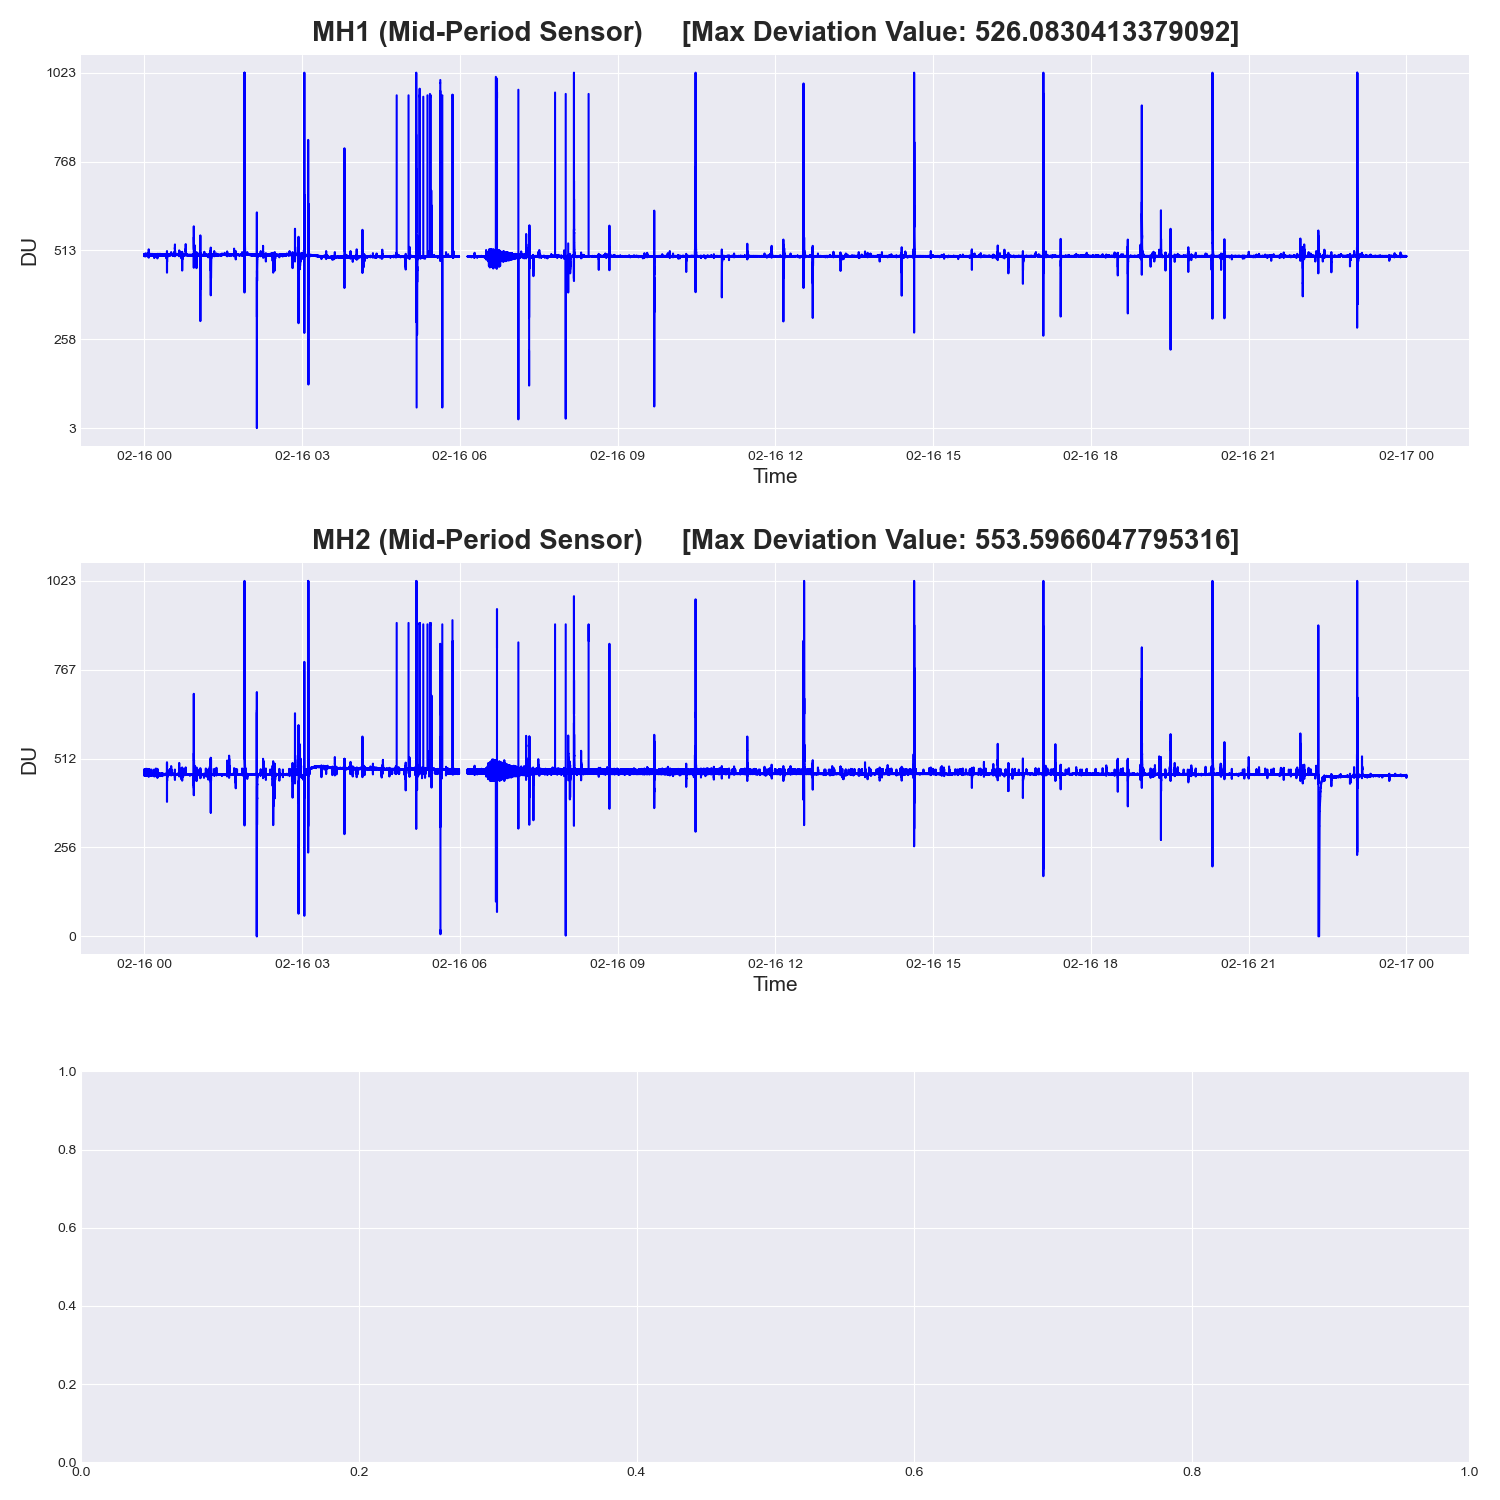 MH1 (Mid-Period Sensor) [Max Deviation Value: 526.0830413379092]
1023
768
513
258
3
DU
02-16 00 02-16 03 02-16 06 02-16 09 02-16 12 02-16 15 02-16 18 02-16 21 02-17 00
Time
MH2 (Mid-Period Sensor) [Max Deviation Value: 553.5966047795316]
1023
767
512
256
0
DU
02-16 00 02-16 03 02-16 06 02-16 09 02-16 12 02-16 15 02-16 18 02-16 21 02-17 00
Time
1.0
0.8
0.6
0.4
0.2
0.0
0.0 0.2 0.4 0.6 0.8 1.0